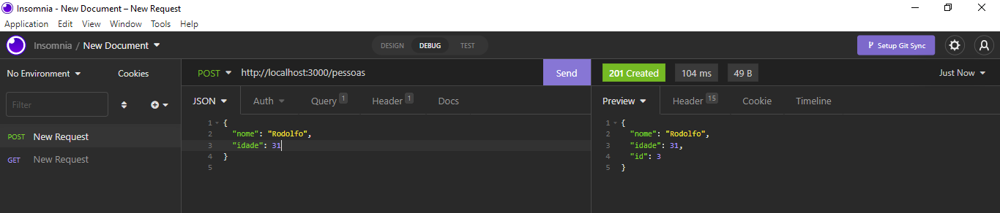 Insomnia - New Document – New Request
Application Edit View Window Tools Help
Insomnia / New Document
DESIGN DEBUG TEST
Setup Git Sync
No Environment Cookies
POST http://localhost:3000/pessoas Send
201 Created 104 ms 49 B Just Now
Filter
POST New Request
GET New Request
JSON Auth Query 1 Header 1 Docs
1 {
2 "nome": "Rodolfo",
3 "idade": 31
4 }
5
Preview Header 15 Cookie Timeline
1 {
2 "nome": "Rodolfo",
3 "idade": 31,
4 "id": 3
5 }